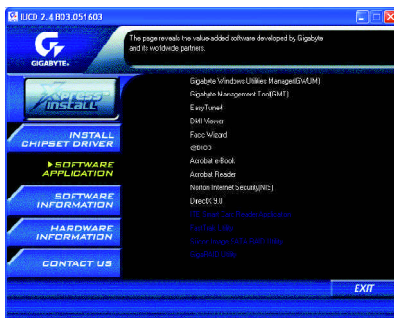 IUCD 2.4 B03.051603
GIGABYTE
The page reveals the value-added software developed by Gigabyte
and its worldwide partners.
Xpress
INSTALL
INSTALL
CHIPSET DRIVER
SOFTWARE
APPLICATION
SOFTWARE
INFORMATION
HARDWARE
INFORMATION
CONTACT US
Gigabyte Windows Utilities Manager(GWUM)
Gigabyte Management Tool(GMT)
EasyTune4
DMI Viewer
Face Wizard
@BIOS
Acrobat e-Book
Acrobat Reader
Norton Internet Security(NIS)
DirectX 9.0
EXIT